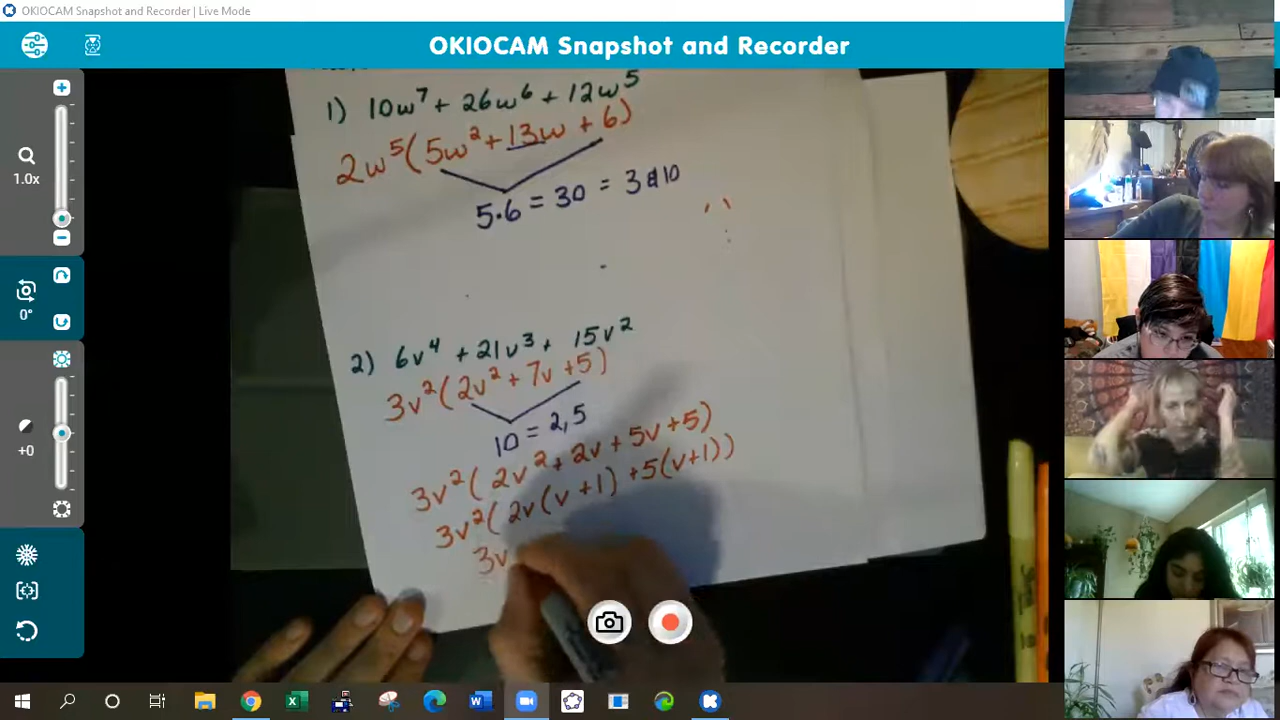 OKIOCAM Snapshot and Recorder | Live Mode
OKIOCAM Snapshot and Recorder
1) 10w⁷ + 26w⁶ + 12w⁵
2w⁵(5w² + 13w + 6)
5·6 = 30 = 3 & 10
1.0x
0°
+0
2) 6v⁴ + 21v³ + 15v²
3v²(2v² + 7v + 5)
10 = 2,5
3v²(2v² + 2v + 5v + 5)
3v²(2v(v+1) + 5(v+1))
3v